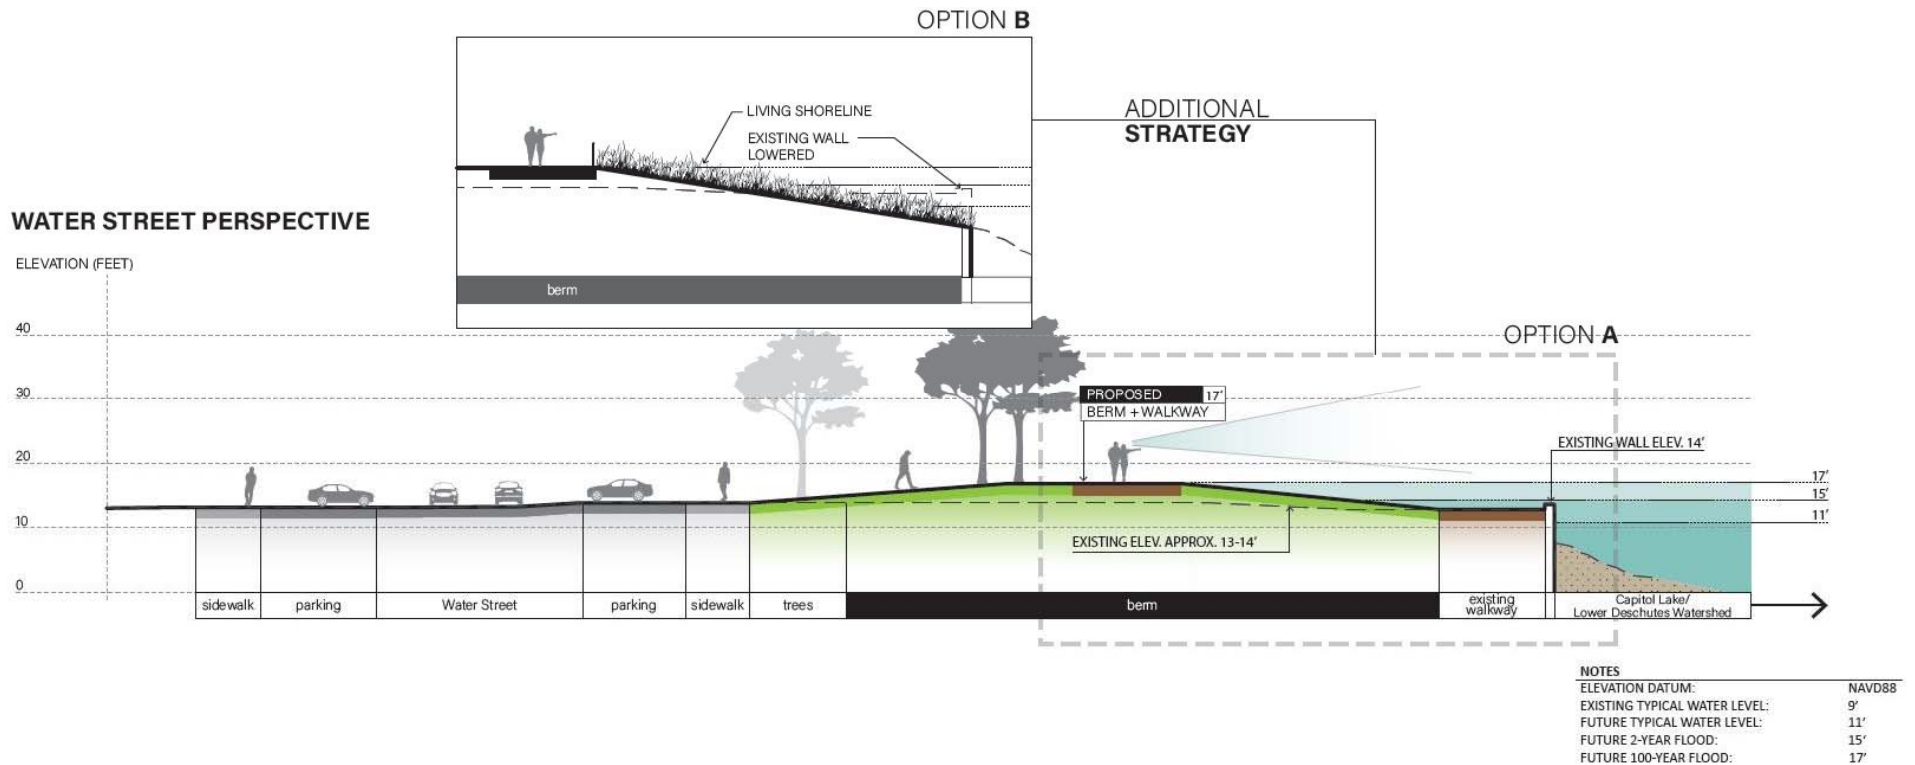 OPTION B
LIVING SHORELINE
EXISTING WALL
LOWERED
berm
ADDITIONAL
STRATEGY
WATER STREET PERSPECTIVE
ELEVATION (FEET)
40
30
20
10
0
OPTION A
PROPOSED 17'
BERM + WALKWAY
EXISTING WALL ELEV. 14'
17'
15'
11'
EXISTING ELEV. APPROX. 13-14'
sidewalk
parking
Water Street
parking
sidewalk
trees
berm
existing
walkway
Capitol Lake/
Lower Deschutes Watershed
NOTES
ELEVATION DATUM: NAVD88
EXISTING TYPICAL WATER LEVEL: 9'
FUTURE TYPICAL WATER LEVEL: 11'
FUTURE 2-YEAR FLOOD: 15'
FUTURE 100-YEAR FLOOD: 17'